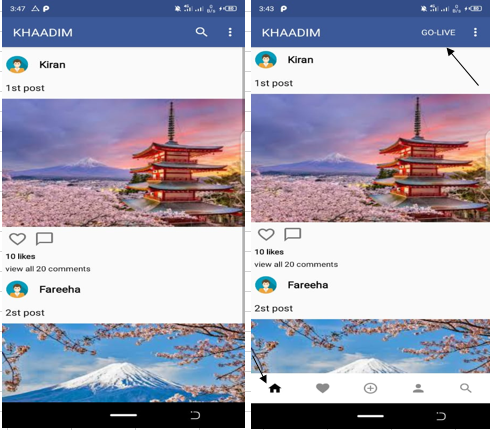 3:47
KHAADIM
Kiran
1st post
10 likes
view all 20 comments
Fareeha
2st post
3:43
KHAADIM GO-LIVE
Kiran
1st post
10 likes
view all 20 comments
Fareeha
2st post